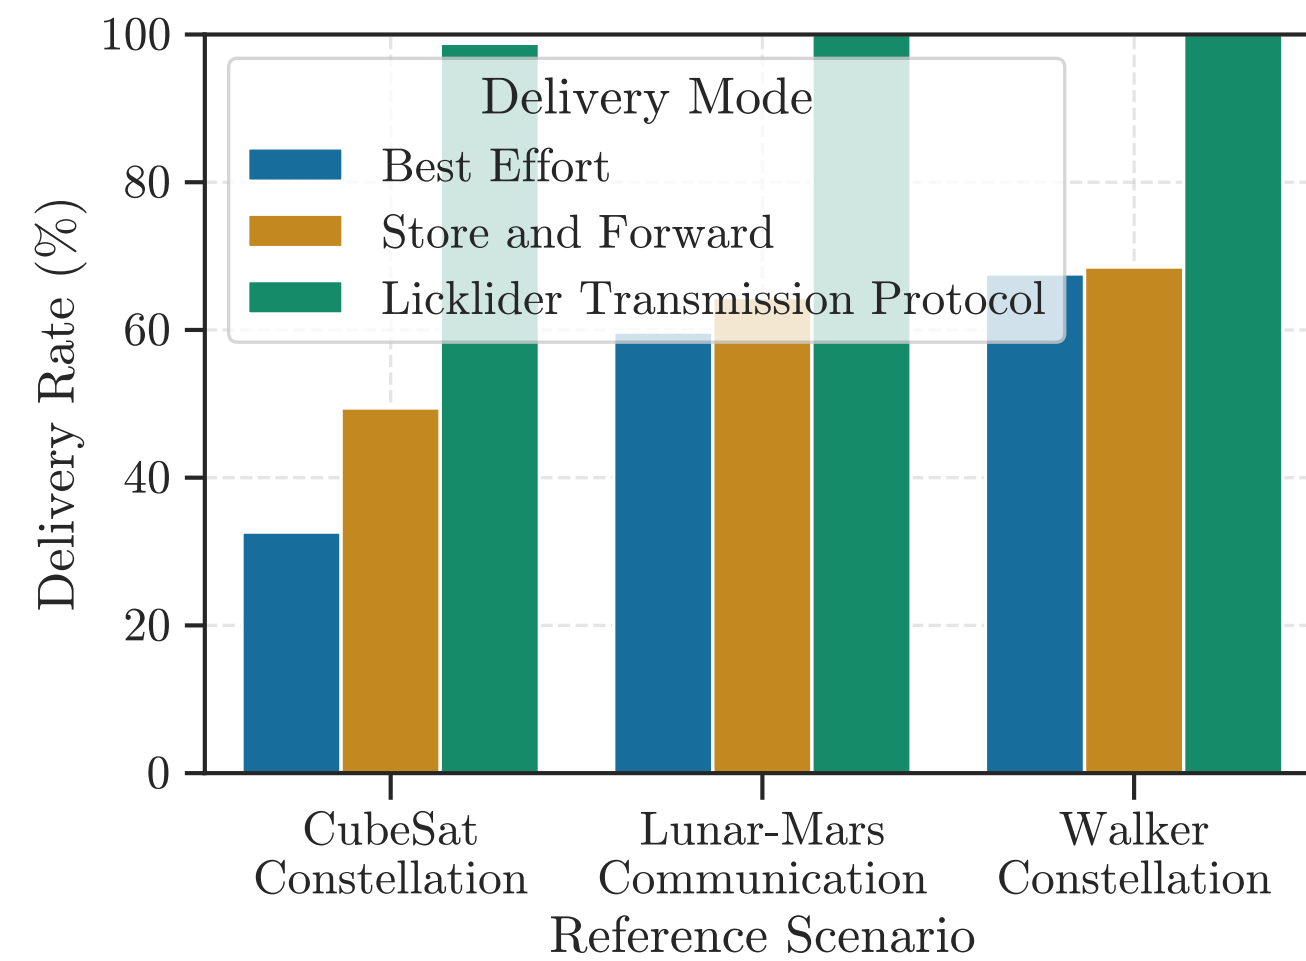 Delivery Rate (%)
100
80
60
40
20
0
Delivery Mode
Best Effort
Store and Forward
Licklider Transmission Protocol
CubeSat
Constellation
Lunar-Mars
Communication
Walker
Constellation
Reference Scenario